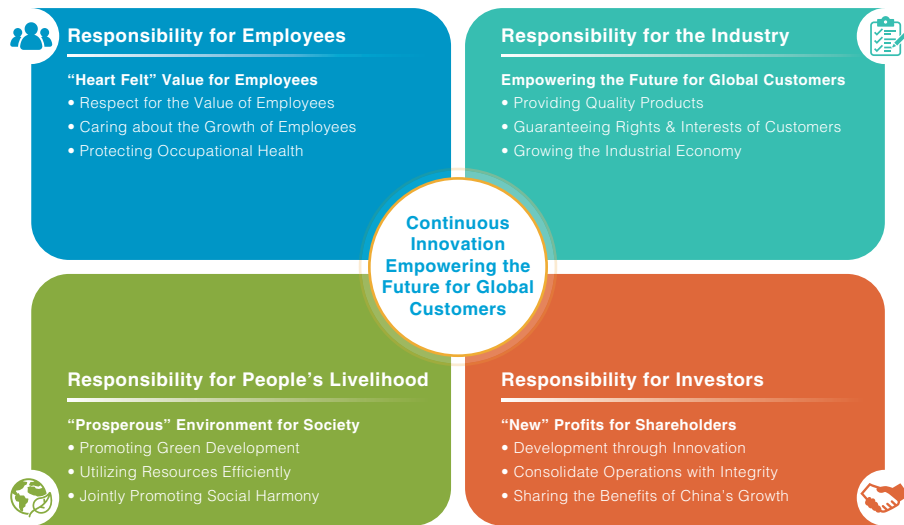 Responsibility for Employees
“Heart Felt” Value for Employees
• Respect for the Value of Employees
• Caring about the Growth of Employees
• Protecting Occupational Health
Responsibility for the Industry
Empowering the Future for Global Customers
• Providing Quality Products
• Guaranteeing Rights & Interests of Customers
• Growing the Industrial Economy
Continuous
Innovation
Empowering the
Future for Global
Customers
Responsibility for People’s Livelihood
“Prosperous” Environment for Society
• Promoting Green Development
• Utilizing Resources Efficiently
• Jointly Promoting Social Harmony
Responsibility for Investors
“New” Profits for Shareholders
• Development through Innovation
• Consolidate Operations with Integrity
• Sharing the Benefits of China's Growth